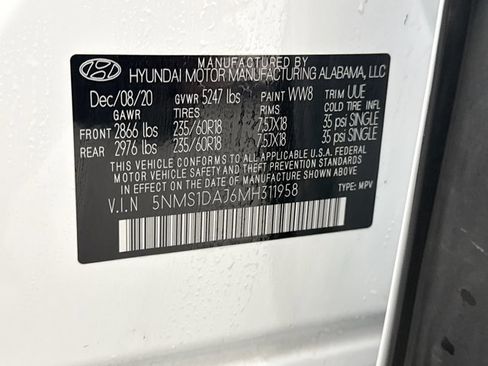 MANUFACTURED BY
HYUNDAI MOTOR MANUFACTURING ALABAMA, LLC
Dec/08/20 GVWR 5247 lbs PAINT WW8 TRIM UUE
GAWR TIRES RIMS COLD TIRE INFL
FRONT 2866 lbs 235/60R18 7.5JX18 35 psi SINGLE
REAR 2976 lbs 235/60R18 7.5JX18 35 psi SINGLE
THIS VEHICLE CONFORMS TO ALL APPLICABLE U.S.A. FEDERAL
MOTOR VEHICLE SAFETY, BUMPER, AND THEFT PREVENTION
STANDARDS IN EFFECT ON THE DATE OF MANUFACTURE SHOWN ABOVE.
V.I.N 5NMS1DAJ6MH311958 TYPE: MPV